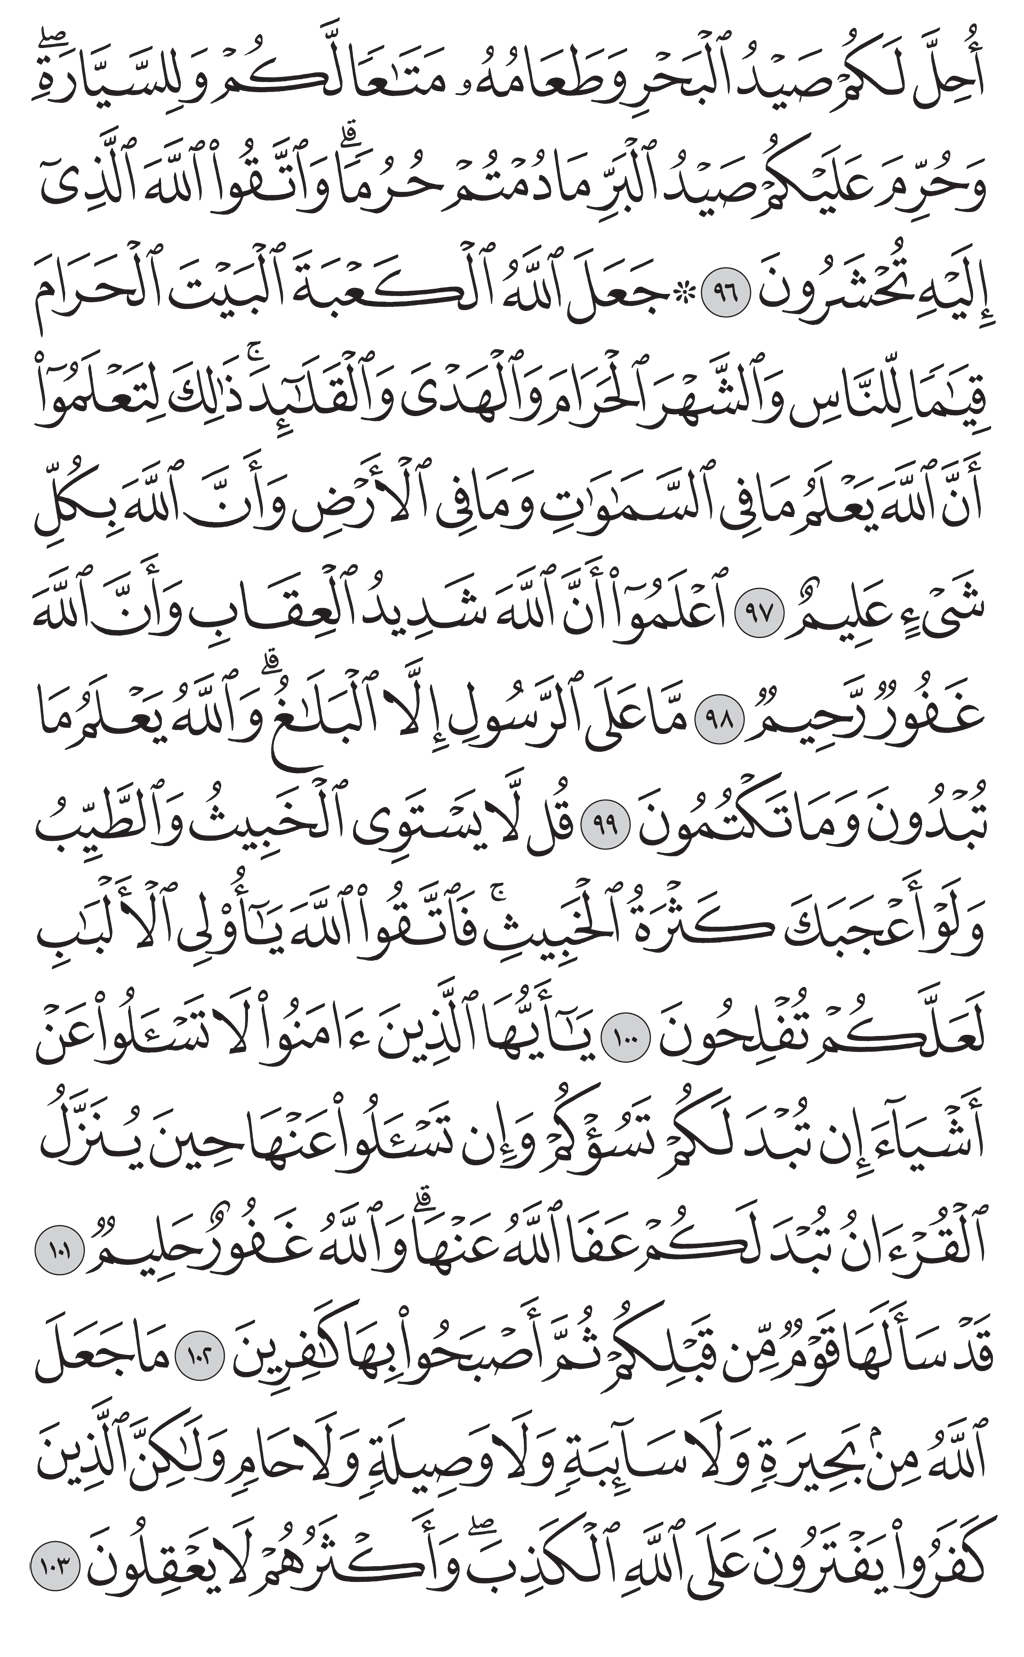 أُحِلَّ لَكُمْ صَيْدُ ٱلْبَحْرِ وَطَعَامُهُۥ مَتَـٰعًا لَّكُمْ وَلِلسَّيَّارَةِ ۖ
وَحُرِّمَ عَلَيْكُمْ صَيْدُ ٱلْبَرِّ مَا دُمْتُمْ حُرُمًا ۗ وَٱتَّقُوا۟ ٱللَّهَ ٱلَّذِىٓ
إِلَيْهِ تُحْشَرُونَ ٩٦ ۞ جَعَلَ ٱللَّهُ ٱلْكَعْبَةَ ٱلْبَيْتَ ٱلْحَرَامَ
قِيَـٰمًا لِّلنَّاسِ وَٱلشَّهْرَ ٱلْحَرَامَ وَٱلْهَدْىَ وَٱلْقَلَـٰٓئِدَ ۚ ذَٰلِكَ لِتَعْلَمُوٓا۟
أَنَّ ٱللَّهَ يَعْلَمُ مَا فِى ٱلسَّمَـٰوَٰتِ وَمَا فِى ٱلْأَرْضِ وَأَنَّ ٱللَّهَ بِكُلِّ
شَىْءٍ عَلِيمٌ ٩٧ ٱعْلَمُوٓا۟ أَنَّ ٱللَّهَ شَدِيدُ ٱلْعِقَابِ وَأَنَّ ٱللَّهَ
غَفُورٌ رَّحِيمٌ ٩٨ مَّا عَلَى ٱلرَّسُولِ إِلَّا ٱلْبَلَـٰغُ ۗ وَٱللَّهُ يَعْلَمُ مَا
تُبْدُونَ وَمَا تَكْتُمُونَ ٩٩ قُل لَّا يَسْتَوِى ٱلْخَبِيثُ وَٱلطَّيِّبُ
وَلَوْ أَعْجَبَكَ كَثْرَةُ ٱلْخَبِيثِ ۚ فَٱتَّقُوا۟ ٱللَّهَ يَـٰٓأُو۟لِى ٱلْأَلْبَـٰبِ
لَعَلَّكُمْ تُفْلِحُونَ ١٠٠ يَـٰٓأَيُّهَا ٱلَّذِينَ ءَامَنُوا۟ لَا تَسْـَٔلُوا۟ عَنْ
أَشْيَآءَ إِن تُبْدَ لَكُمْ تَسُؤْكُمْ وَإِن تَسْـَٔلُوا۟ عَنْهَا حِينَ يُنَزَّلُ
ٱلْقُرْءَانُ تُبْدَ لَكُمْ عَفَا ٱللَّهُ عَنْهَا ۗ وَٱللَّهُ غَفُورٌ حَلِيمٌ ١٠١
قَدْ سَأَلَهَا قَوْمٌ مِّن قَبْلِكُمْ ثُمَّ أَصْبَحُوا۟ بِهَا كَـٰفِرِينَ ١٠٢ مَا جَعَلَ
ٱللَّهُ مِنۢ بَحِيرَةٍ وَلَا سَآئِبَةٍ وَلَا وَصِيلَةٍ وَلَا حَامٍ وَلَـٰكِنَّ ٱلَّذِينَ
كَفَرُوا۟ يَفْتَرُونَ عَلَى ٱللَّهِ ٱلْكَذِبَ ۖ وَأَكْثَرُهُمْ لَا يَعْقِلُونَ ١٠٣